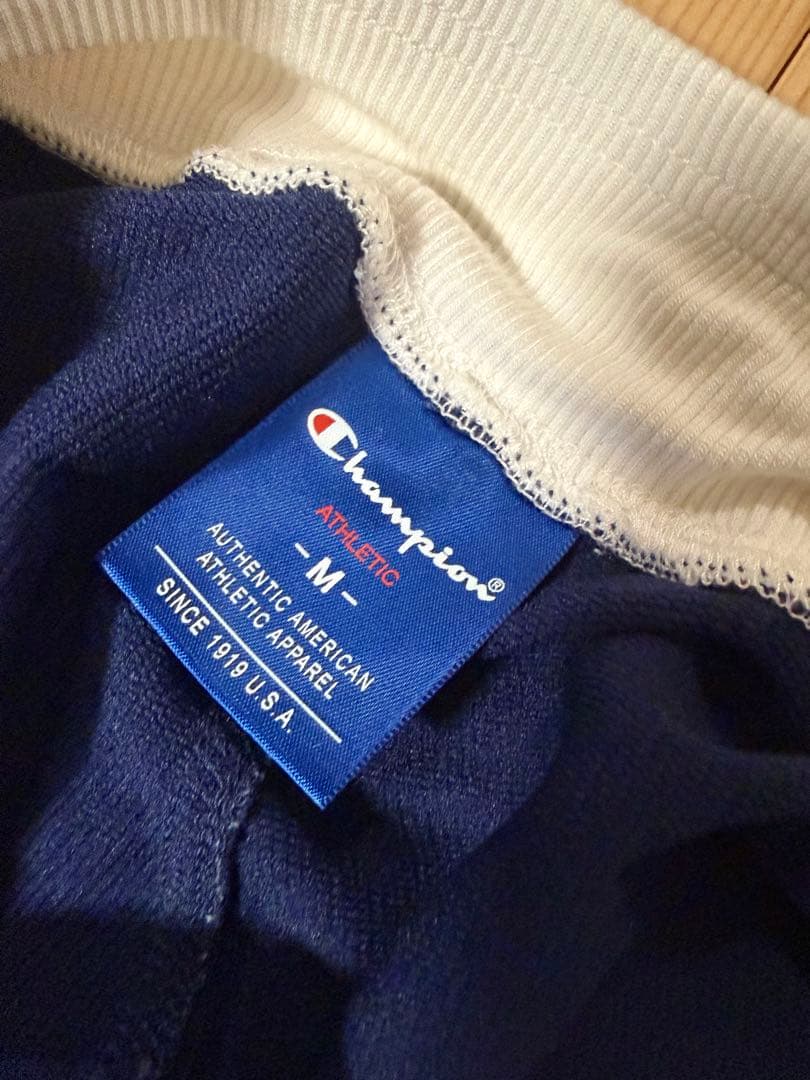 Champion®
ATHLETIC
-M-
AUTHENTIC AMERICAN
ATHLETIC APPAREL
SINCE 1919 U.S.A.